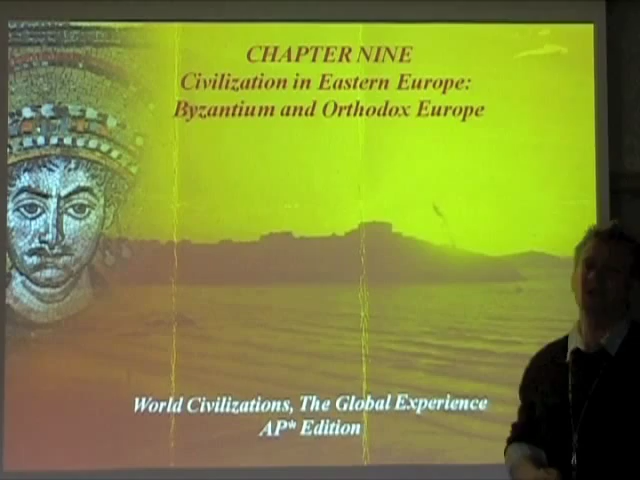 CHAPTER NINE
Civilization in Eastern Europe:
Byzantium and Orthodox Europe
World Civilizations, The Global Experience
AP® Edition